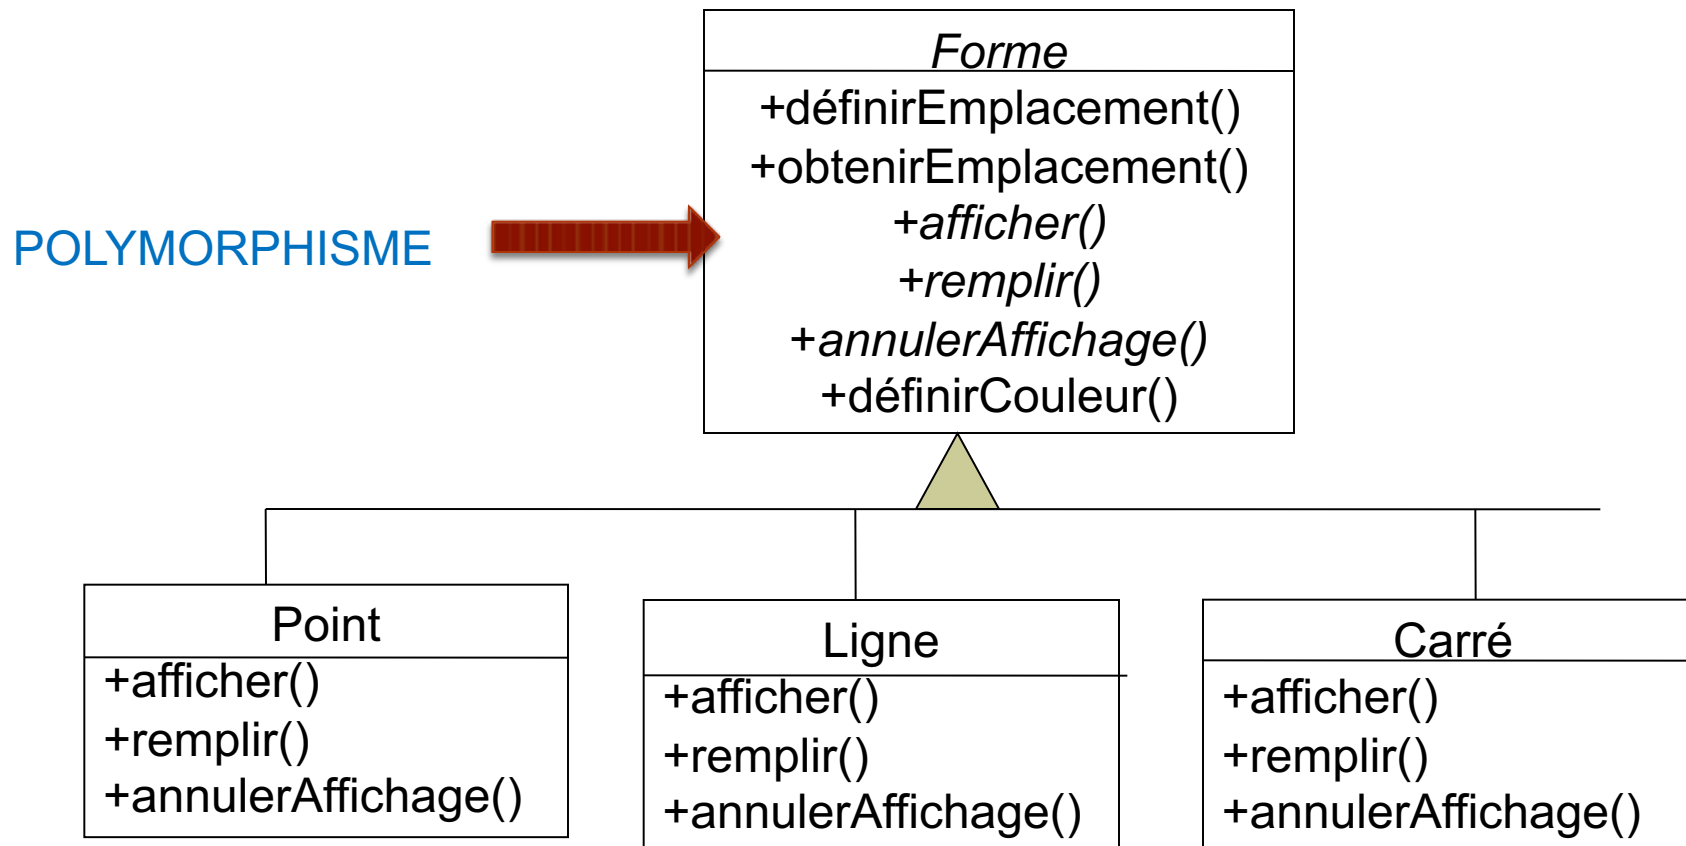 Forme
+définirEmplacement()
+obtenirEmplacement()
+afficher()
+remplir()
+annulerAffichage()
+définirCouleur()
POLYMORPHISME
Point
+afficher()
+remplir()
+annulerAffichage()
Ligne
+afficher()
+remplir()
+annulerAffichage()
Carré
+afficher()
+remplir()
+annulerAffichage()